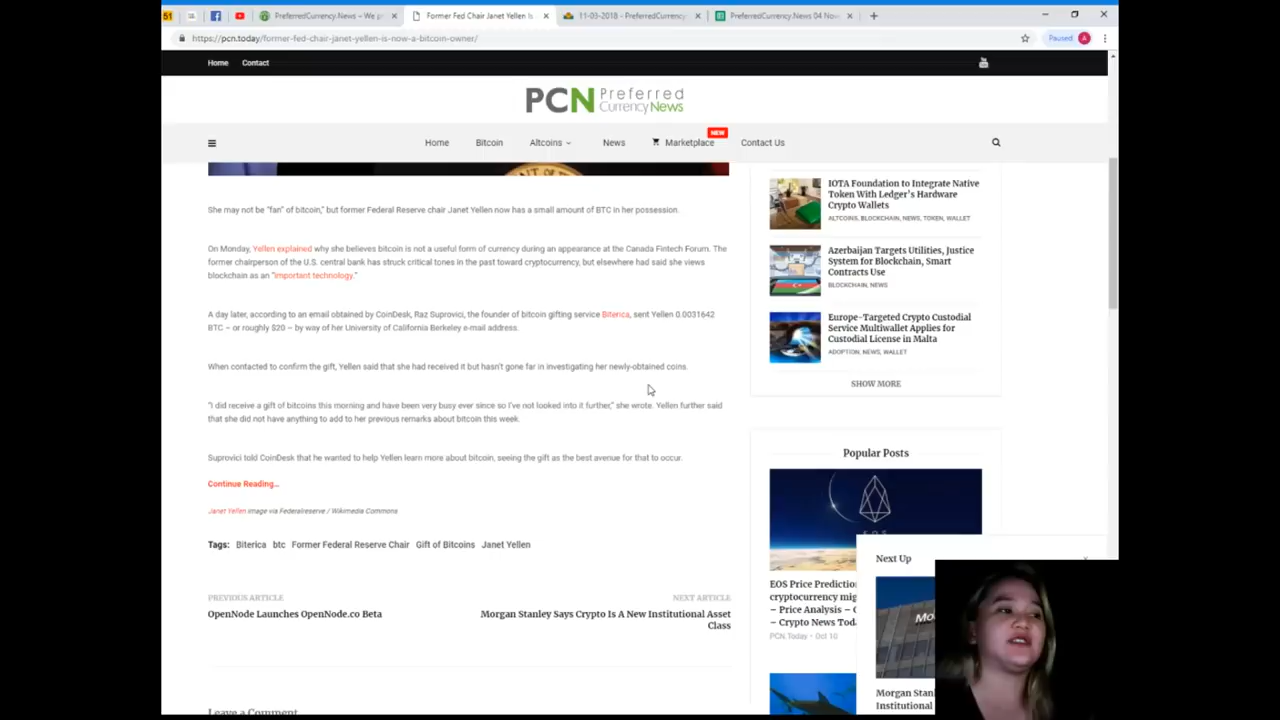 51
PreferredCurrency.News – We p
Former Fed Chair Janet Yellen Is
11-03-2018 - PreferredCurrency
PreferredCurrency.News 04 Nov
https://pcn.today/former-fed-chair-janet-yellen-is-now-a-bitcoin-owner/
Paused
A
Home Contact
PCN Preferred
Currency News
Home Bitcoin Altcoins News Marketplace Contact Us
NEW
She may not be “fan” of bitcoin,” but former Federal Reserve chair Janet Yellen now has a small amount of BTC in her possession.
On Monday, Yellen explained why she believes bitcoin is not a useful form of currency during an appearance at the Canada Fintech Forum. The
former chairperson of the U.S. central bank has struck critical tones in the past toward cryptocurrency, but elsewhere had said she views
blockchain as an “important technology.”
A day later, according to an email obtained by CoinDesk, Raz Suprovici, the founder of bitcoin gifting service Biterica, sent Yellen 0.0031642
BTC – or roughly $20 – by way of her University of California Berkeley e-mail address.
When contacted to confirm the gift, Yellen said that she had received it but hasn’t gone far in investigating her newly-obtained coins.
“I did receive a gift of bitcoins this morning and have been very busy ever since so I’ve not looked into it further,” she wrote. Yellen further said
that she did not have anything to add to her previous remarks about bitcoin this week.
Suprovici told CoinDesk that he wanted to help Yellen learn more about bitcoin, seeing the gift as the best avenue for that to occur.
Continue Reading…
Janet Yellen image via Federalreserve / Wikimedia Commons
Tags: Biterica btc Former Federal Reserve Chair Gift of Bitcoins Janet Yellen
PREVIOUS ARTICLE
OpenNode Launches OpenNode.co Beta
NEXT ARTICLE
Morgan Stanley Says Crypto Is A New Institutional Asset
Class
Leave a Comment
IOTA Foundation to Integrate Native
Token With Ledger’s Hardware
Crypto Wallets
ALTCOINS, BLOCKCHAIN, NEWS, TOKEN, WALLET
Azerbaijan Targets Utilities, Justice
System for Blockchain, Smart
Contracts Use
BLOCKCHAIN, NEWS
Europe-Targeted Crypto Custodial
Service Multiwallet Applies for
Custodial License in Malta
ADOPTION, NEWS, WALLET
SHOW MORE
Popular Posts
EOS
EOS Price Predictio
cryptocurrency mig
– Price Analysis –
– Crypto News Tod
PCN.Today - Oct 10
Next Up
Mo
Morgan Stan
Institutional